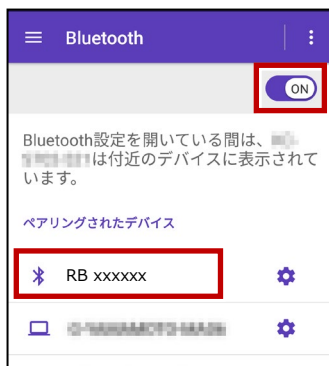 Bluetooth
ON
Bluetooth設定を開いている間は、
は付近のデバイスに表示されて
います。
ペアリングされたデバイス
RB xxxxxx